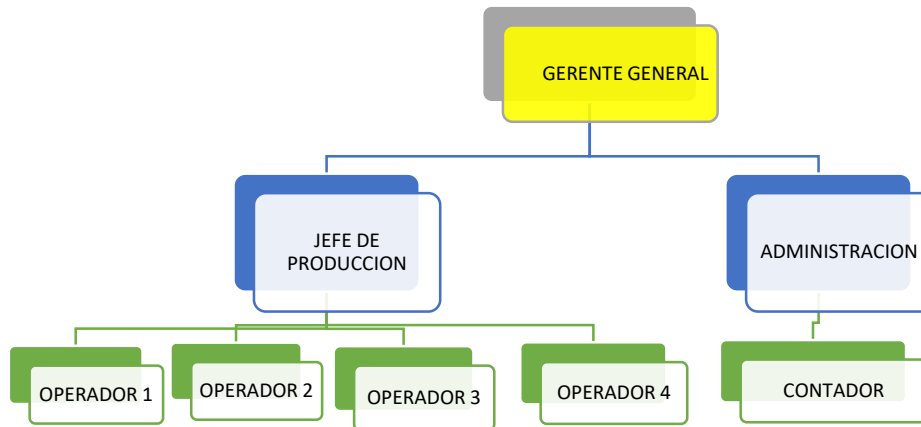 GERENTE GENERAL
JEFE DE
PRODUCCION
ADMINISTRACION
OPERADOR 1
OPERADOR 2
OPERADOR 3
OPERADOR 4
CONTADOR